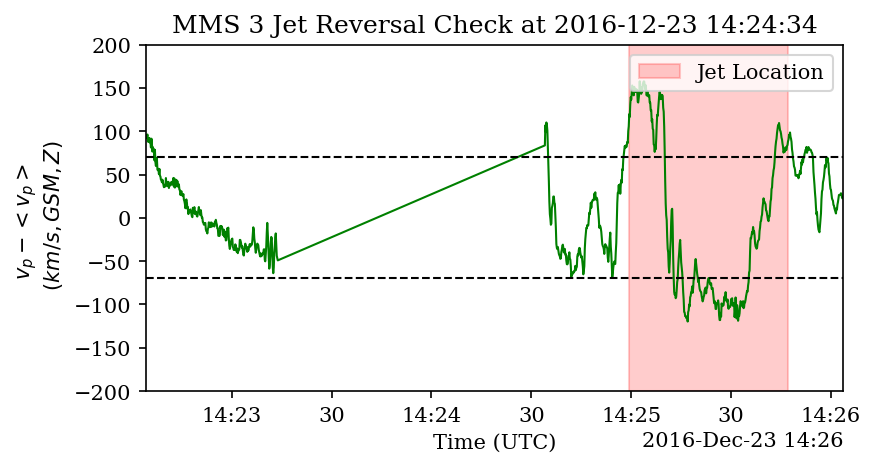 MMS 3 Jet Reversal Check at 2016-12-23 14:24:34
Jet Location
200
150
100
50
0
−50
−100
−150
−200
v_p − < v_p >
(km/s, GSM, Z)
14:23 30 14:24 30 14:25 30 14:26
Time (UTC)
2016-Dec-23 14:26